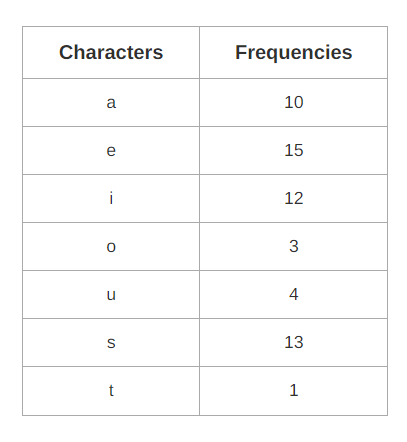 Characters Frequencies
a 10
e 15
i 12
o 3
u 4
s 13
t 1